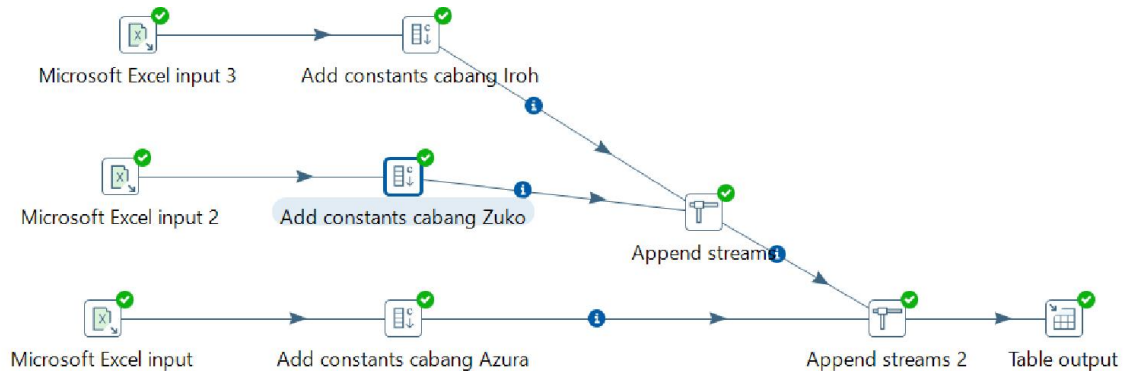 Microsoft Excel input 3
Add constants cabang Iroh
Microsoft Excel input 2
Add constants cabang Zuko
Append streams
Microsoft Excel input
Add constants cabang Azura
Append streams 2
Table output